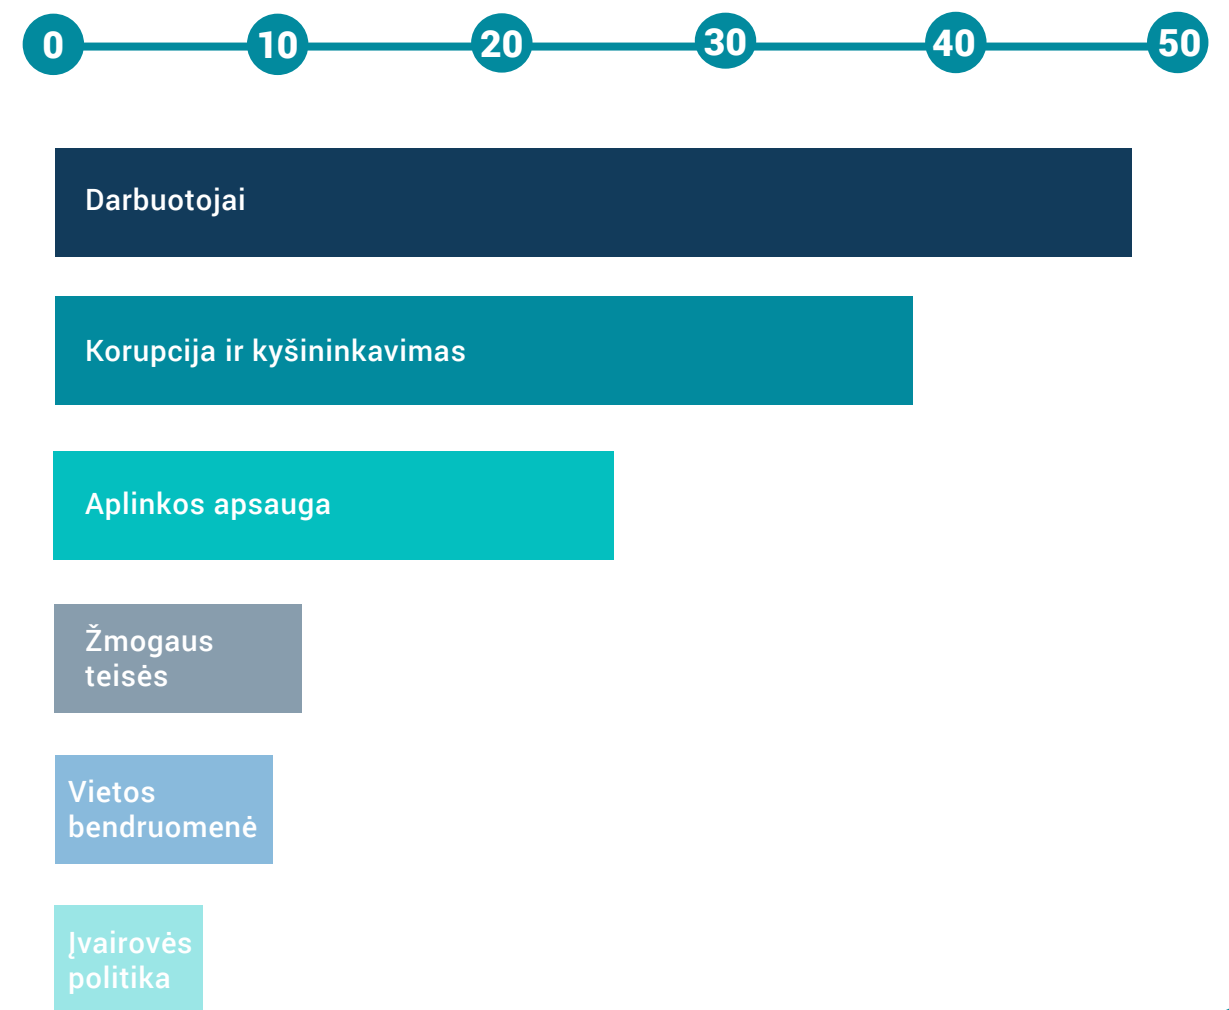 0 10 20 30 40 50
Darbuotojai
Korupcija ir kyšininkavimas
Aplinkos apsauga
Žmogaus
teisės
Vietos
bendruomenė
Įvairovės
politika